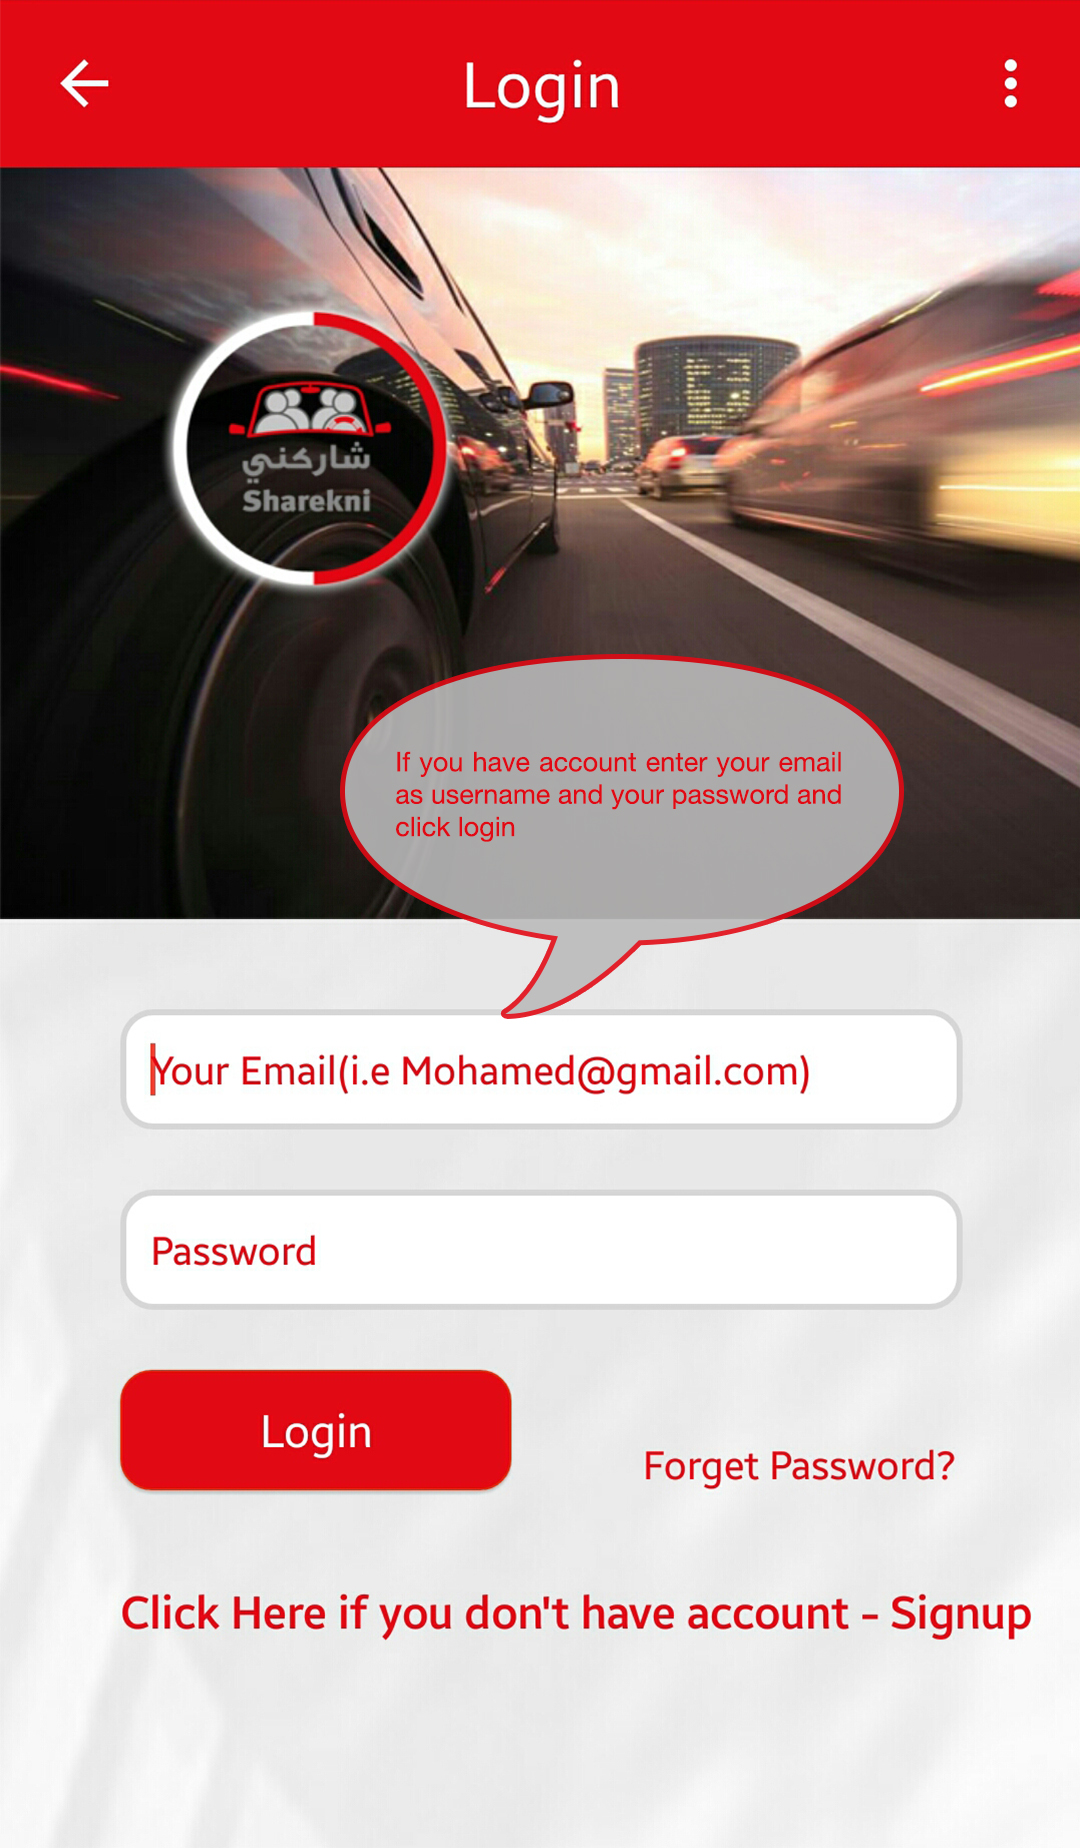 Login
شاركني
Sharekni
If you have account enter your email
as username and your password and
click login
Your Email(i.e Mohamed@gmail.com)
Password
Login
Forget Password?
Click Here if you don't have account - Signup